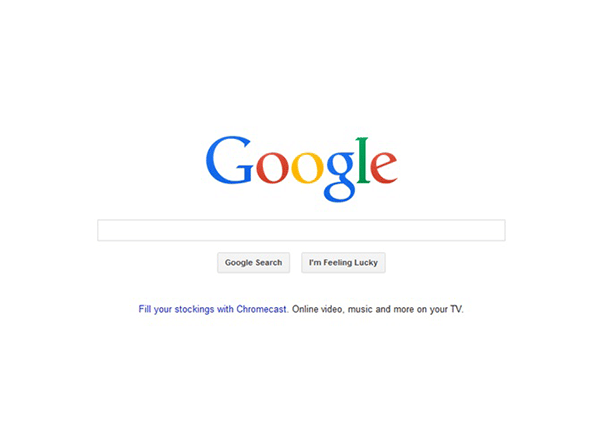 Google
Google Search I'm Feeling Lucky
Fill your stockings with Chromecast. Online video, music and more on your TV.